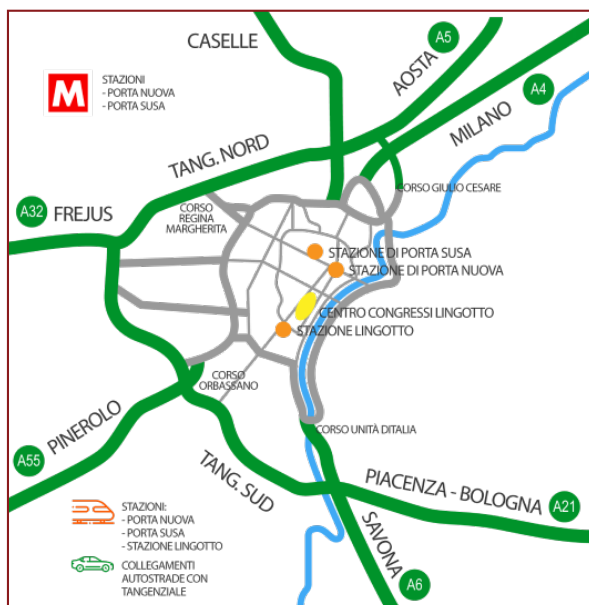 CASELLE
A5
AOSTA
A4
MILANO
M
STAZIONI
- PORTA NUOVA
- PORTA SUSA
TANG. NORD
CORSO GIULIO CESARE
A32
FREJUS
CORSO
REGINA
MARGHERITA
STAZIONE DI PORTA SUSA
STAZIONE DI PORTA NUOVA
CENTRO CONGRESSI LINGOTTO
STAZIONE LINGOTTO
CORSO
ORBASSANO
PINEROLO
A55
CORSO UNITÀ D'ITALIA
TANG. SUD
PIACENZA - BOLOGNA
A21
SAVONA
A6
STAZIONI:
- PORTA NUOVA
- PORTA SUSA
- STAZIONE LINGOTTO
COLLEGAMENTI
AUTOSTRADE CON
TANGENZIALE